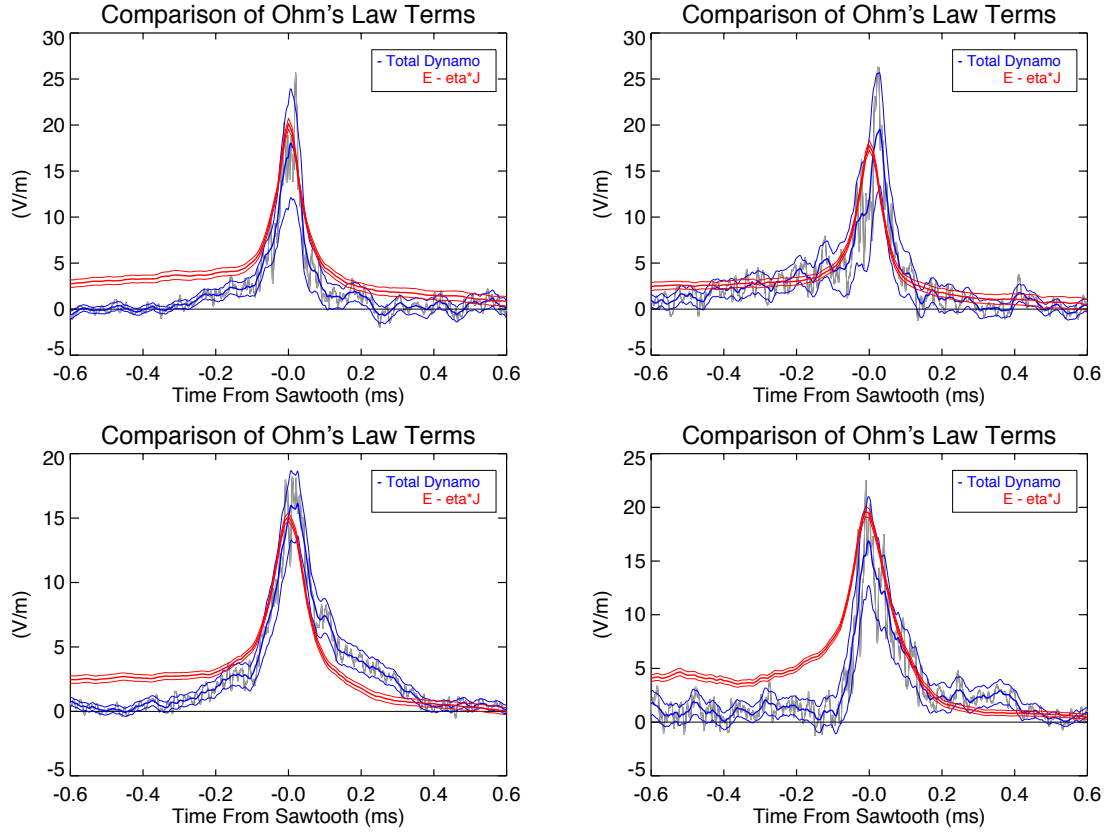 Comparison of Ohm's Law Terms
30
25
20
15
10
5
0
-5
(V/m)
- Total Dynamo
E - eta*J
-0.6 -0.4 -0.2 -0.0 0.2 0.4 0.6
Time From Sawtooth (ms)
Comparison of Ohm's Law Terms
30
25
20
15
10
5
0
-5
(V/m)
- Total Dynamo
E - eta*J
-0.6 -0.4 -0.2 -0.0 0.2 0.4 0.6
Time From Sawtooth (ms)
Comparison of Ohm's Law Terms
20
15
10
5
0
-5
(V/m)
- Total Dynamo
E - eta*J
-0.6 -0.4 -0.2 -0.0 0.2 0.4 0.6
Time From Sawtooth (ms)
Comparison of Ohm's Law Terms
25
20
15
10
5
0
-5
(V/m)
- Total Dynamo
E - eta*J
-0.6 -0.4 -0.2 -0.0 0.2 0.4 0.6
Time From Sawtooth (ms)